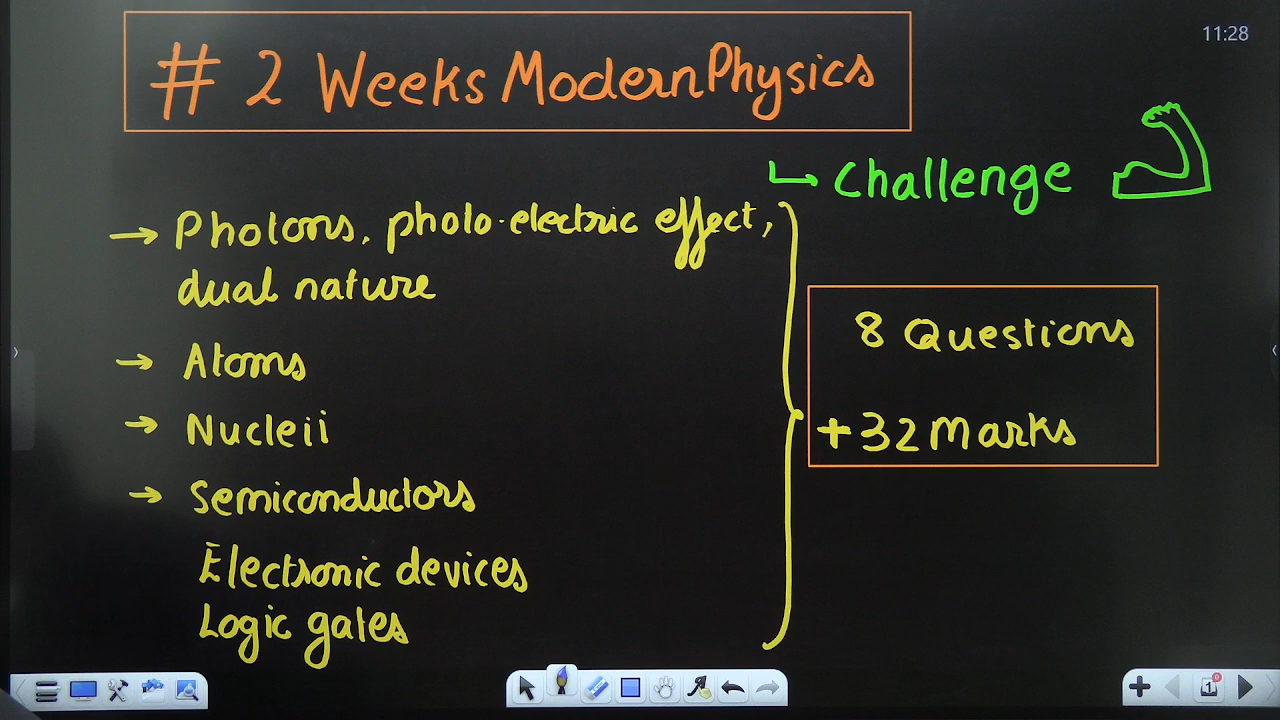 # 2 Weeks Modern Physics
11:28
↳ Challenge
→ Photons, photo-electric effect,
dual nature
→ Atoms
→ Nucleii
→ Semiconductors
Electronic devices
Logic gates
8 Questions
+32 Marks
1